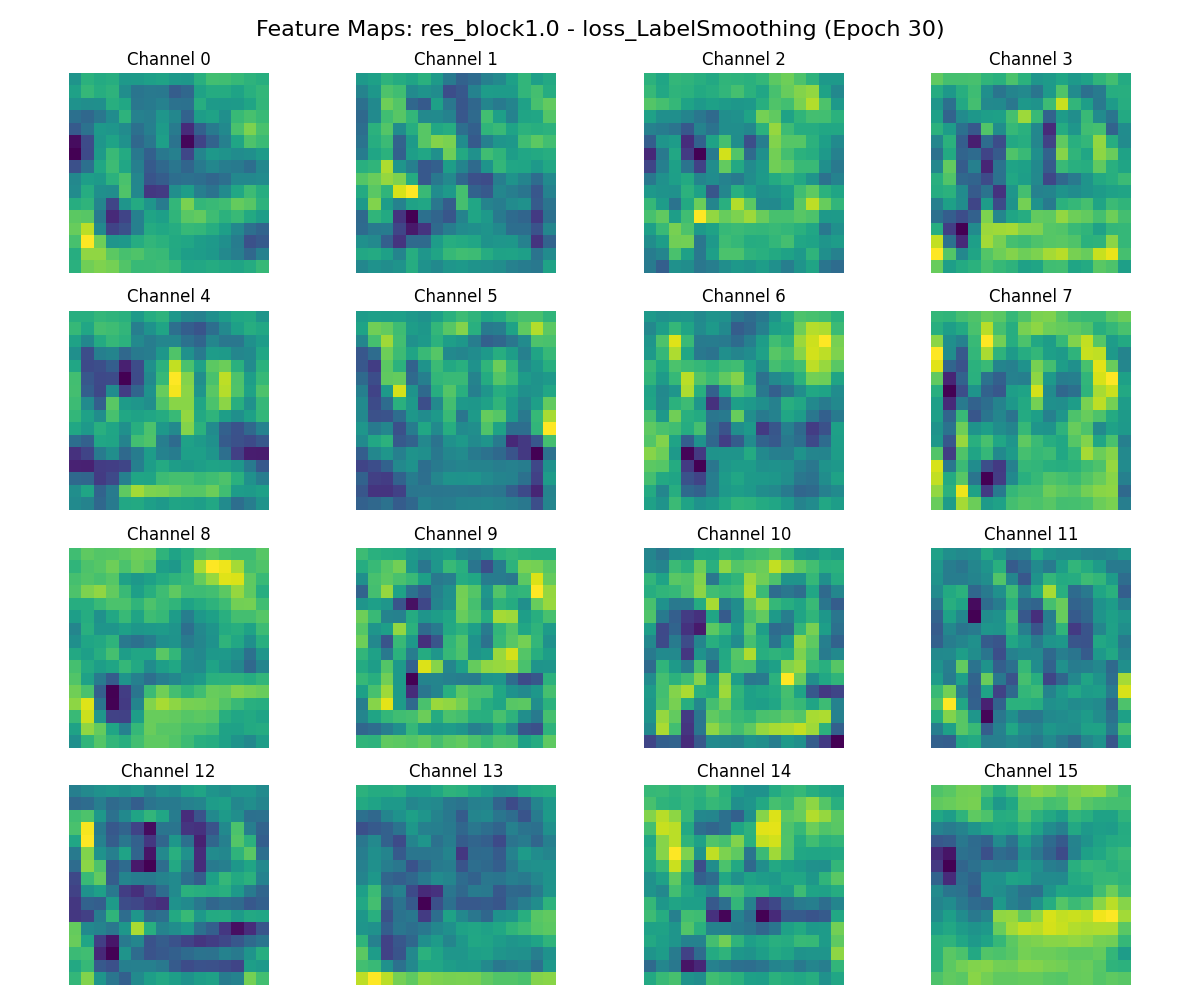 Feature Maps: res_block1.0 - loss_LabelSmoothing (Epoch 30)
Channel 0
Channel 1
Channel 2
Channel 3
Channel 4
Channel 5
Channel 6
Channel 7
Channel 8
Channel 9
Channel 10
Channel 11
Channel 12
Channel 13
Channel 14
Channel 15